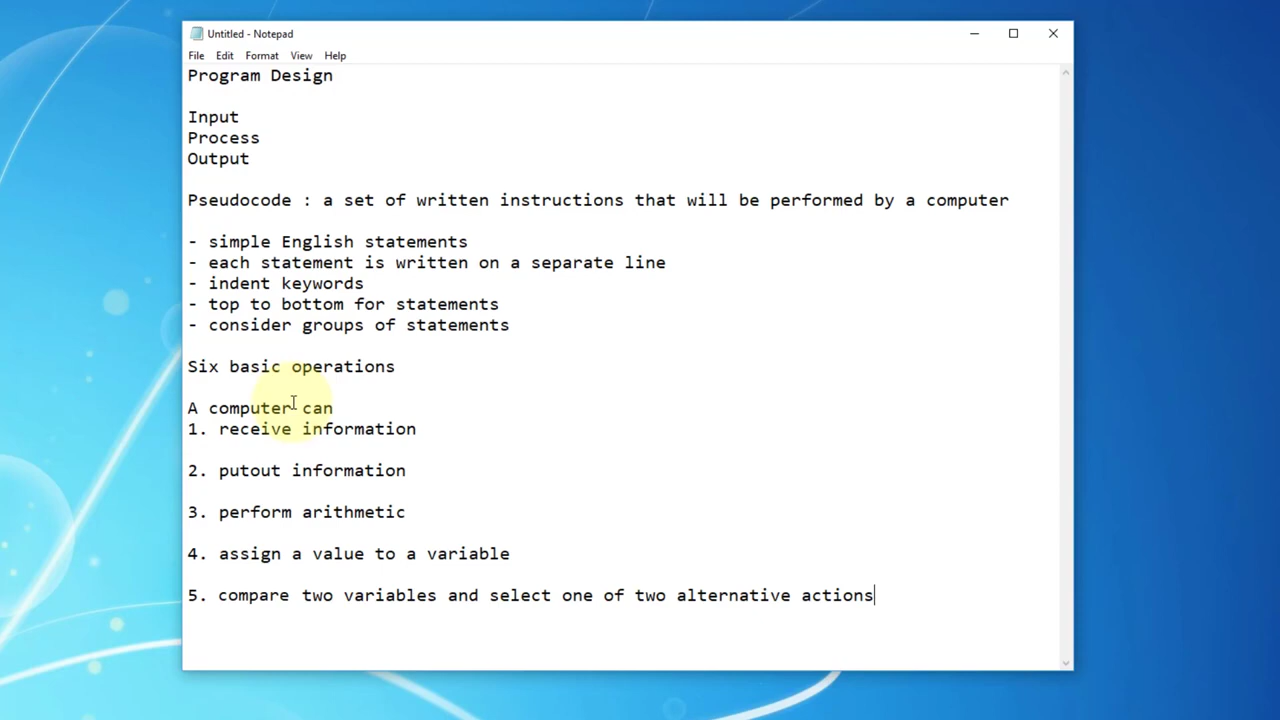 Untitled - Notepad
File Edit Format View Help
Program Design
Input
Process
Output
Pseudocode : a set of written instructions that will be performed by a computer
- simple English statements
- each statement is written on a separate line
- indent keywords
- top to bottom for statements
- consider groups of statements
Six basic operations
A computer can
1. receive information
2. putout information
3. perform arithmetic
4. assign a value to a variable
5. compare two variables and select one of two alternative actions